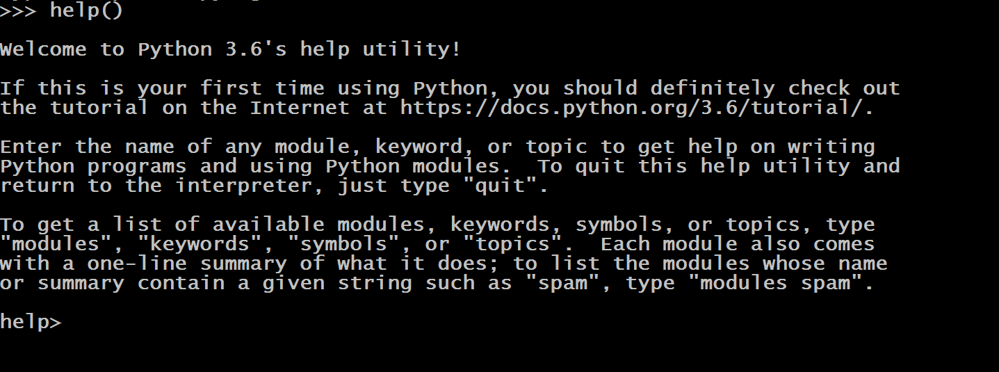 >>> help()
Welcome to Python 3.6's help utility!
If this is your first time using Python, you should definitely check out
the tutorial on the Internet at https://docs.python.org/3.6/tutorial/.
Enter the name of any module, keyword, or topic to get help on writing
Python programs and using Python modules.  To quit this help utility and
return to the interpreter, just type "quit".
To get a list of available modules, keywords, symbols, or topics, type
"modules", "keywords", "symbols", or "topics".  Each module also comes
with a one-line summary of what it does; to list the modules whose name
or summary contain a given string such as "spam", type "modules spam".
help>